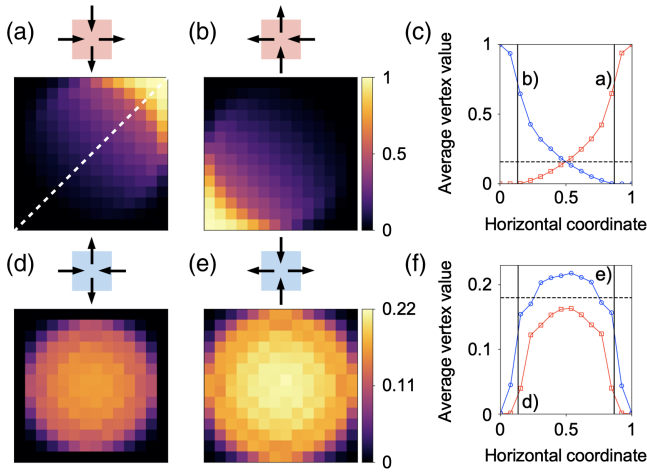 (a)
(b)
(c)
1
0.5
0
1
0.5
0
Average vertex value
b)
a)
0
0.5
1
Horizontal coordinate
(d)
(e)
(f)
0.22
0.11
0
0.2
0.1
0
Average vertex value
e)
d)
0
0.5
1
Horizontal coordinate